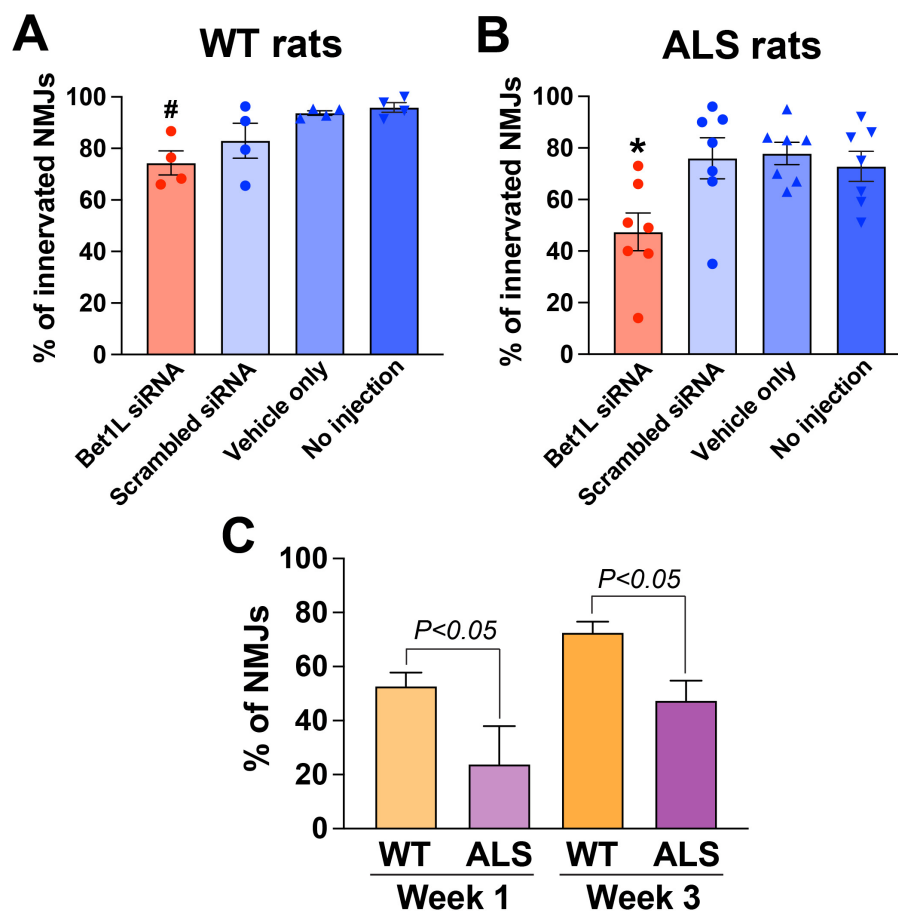 A
WT rats
% of innervated NMJs
100
80
60
40
20
0
#
Bet1L siRNA
Scrambled siRNA
Vehicle only
No injection
B
ALS rats
% of innervated NMJs
100
80
60
40
20
0
*
Bet1L siRNA
Scrambled siRNA
Vehicle only
No injection
C
% of NMJs
100
80
60
40
20
0
P<0.05
P<0.05
WT ALS WT ALS
Week 1 Week 3